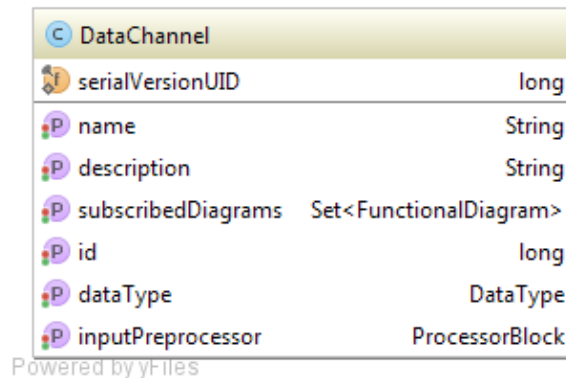 C DataChannel
f serialVersionUID long
P name String
P description String
P subscribedDiagrams Set<FunctionalDiagram>
P id long
P dataType DataType
P inputPreprocessor ProcessorBlock
Powered by yFiles